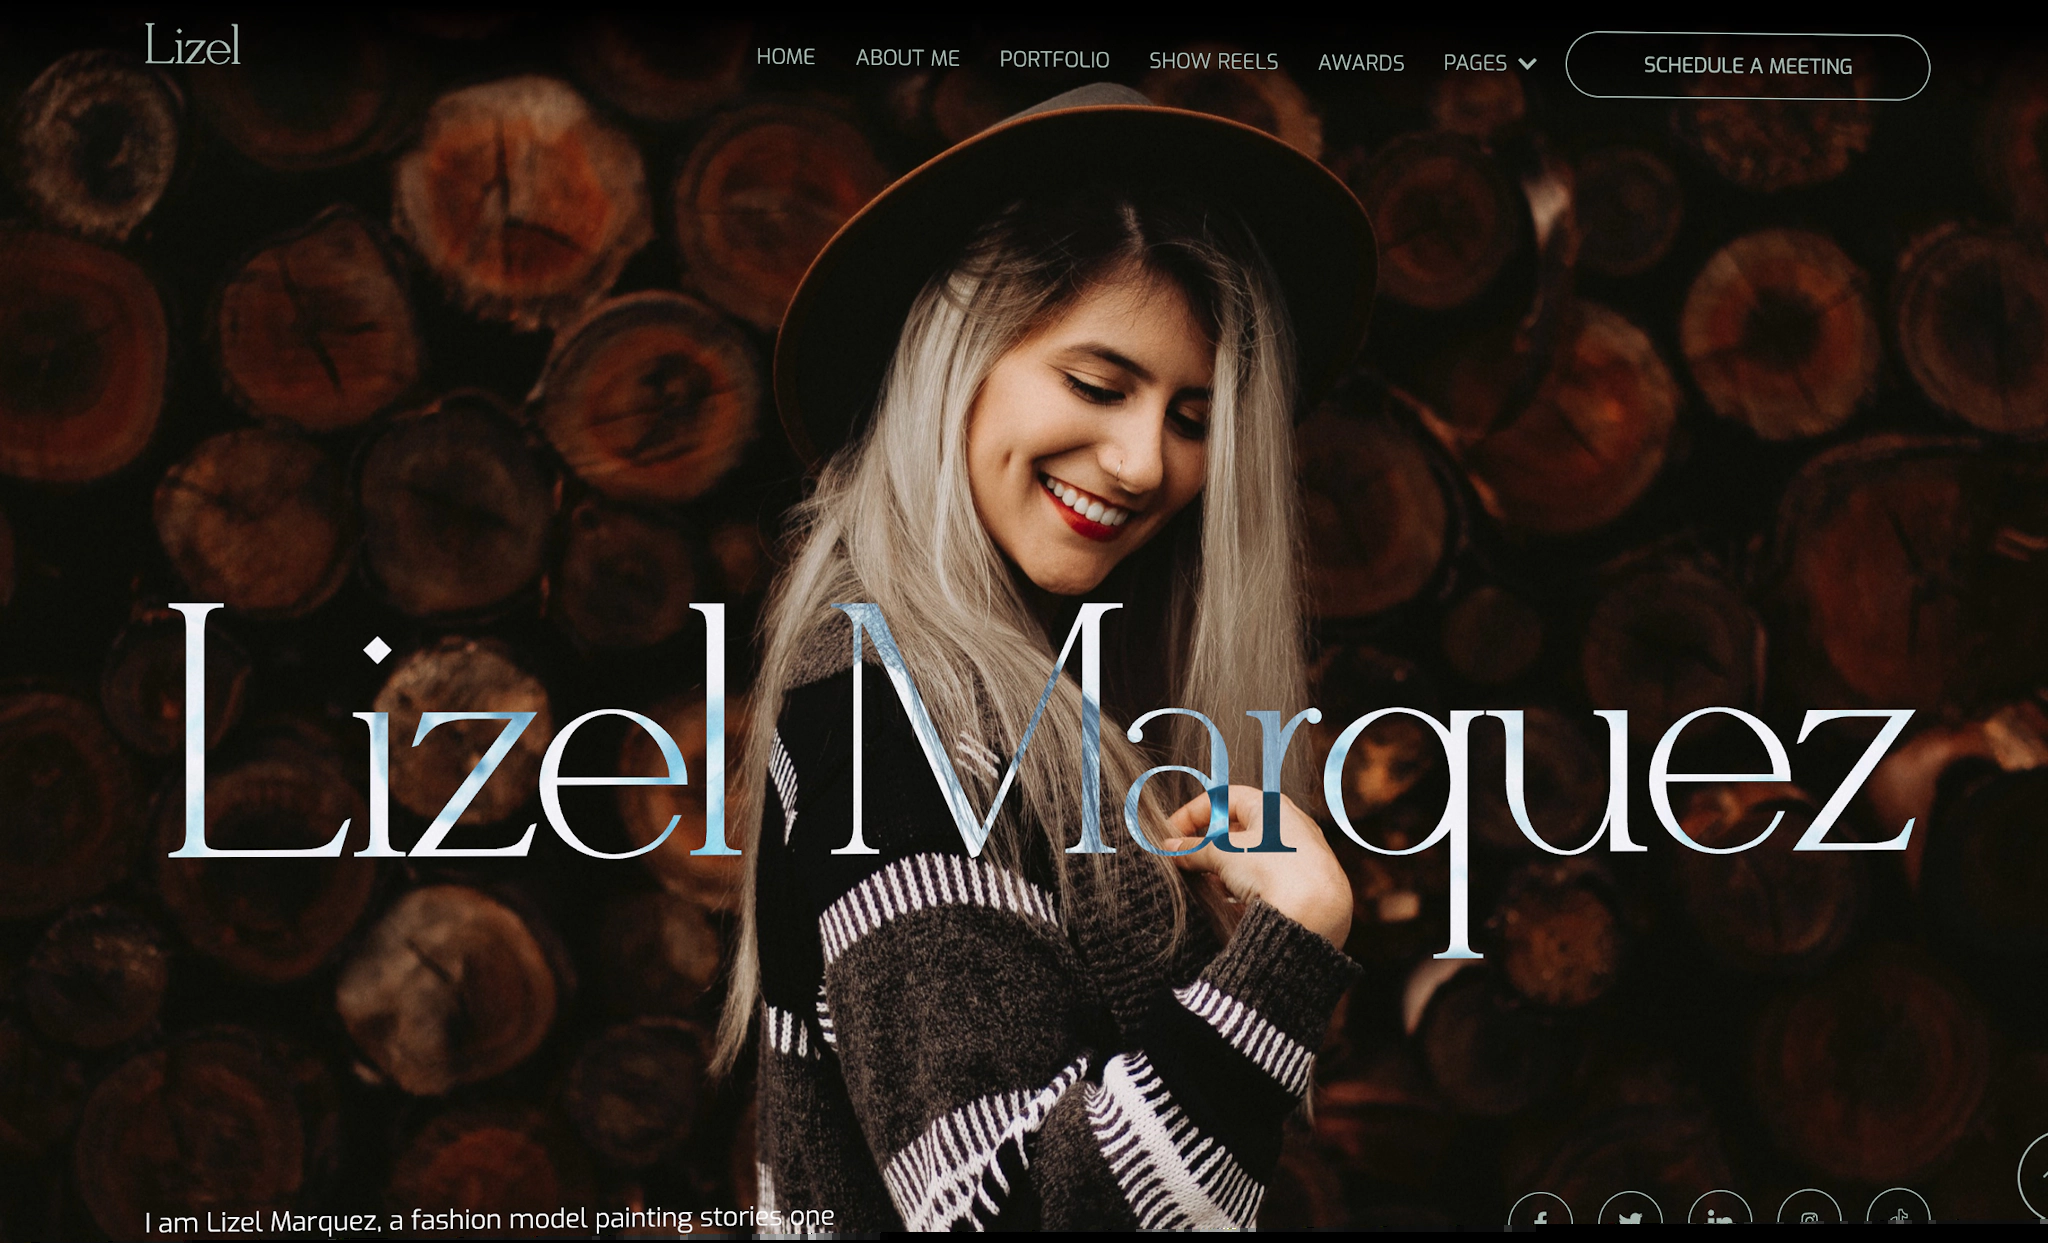 Lizel
HOME ABOUT ME PORTFOLIO SHOW REELS AWARDS PAGES SCHEDULE A MEETING
Lizel Marquez
I am Lizel Marquez, a fashion model painting stories one